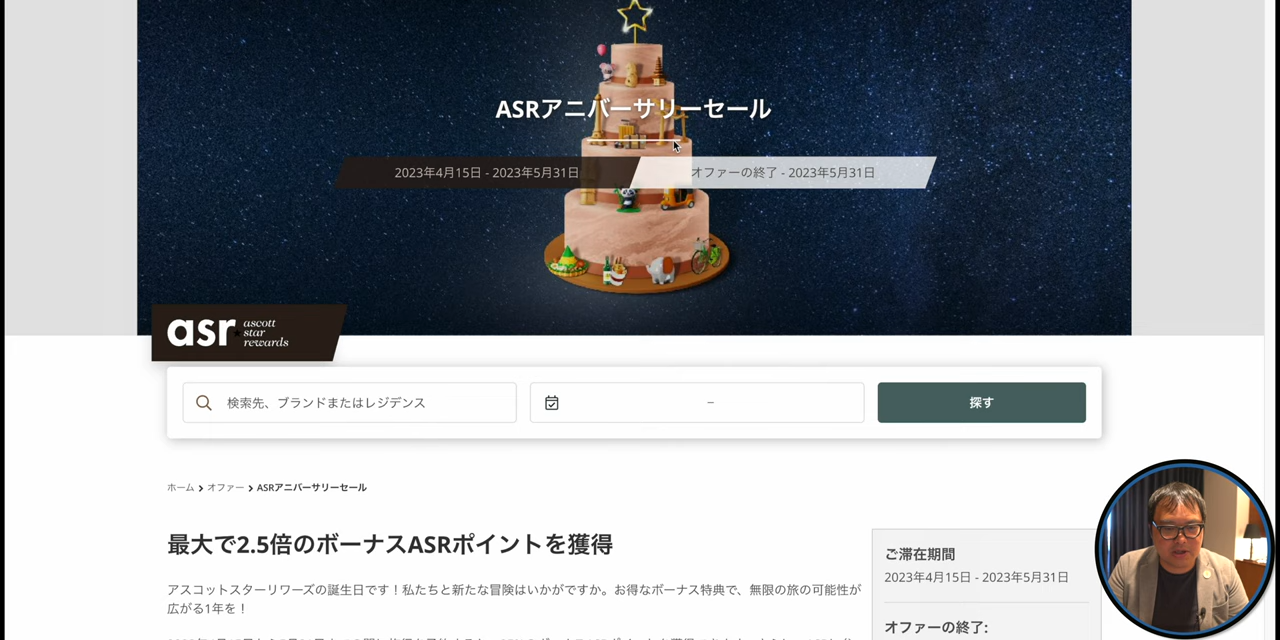 ASRアニバーサリーセール
2023年4月15日 - 2023年5月31日
オファーの終了 - 2023年5月31日
asr ascott
star
rewards
検索先、ブランドまたはレジデンス
–
探す
ホーム > オファー > ASRアニバーサリーセール
最大で2.5倍のボーナスASRポイントを獲得
ご滞在期間
2023年4月15日 - 2023年5月31日
アスコットスターリワーズの誕生日です！私たちと新たな冒険はいかがですか。お得なボーナス特典で、無限の旅の可能性が
広がる1年を！
オファーの終了: